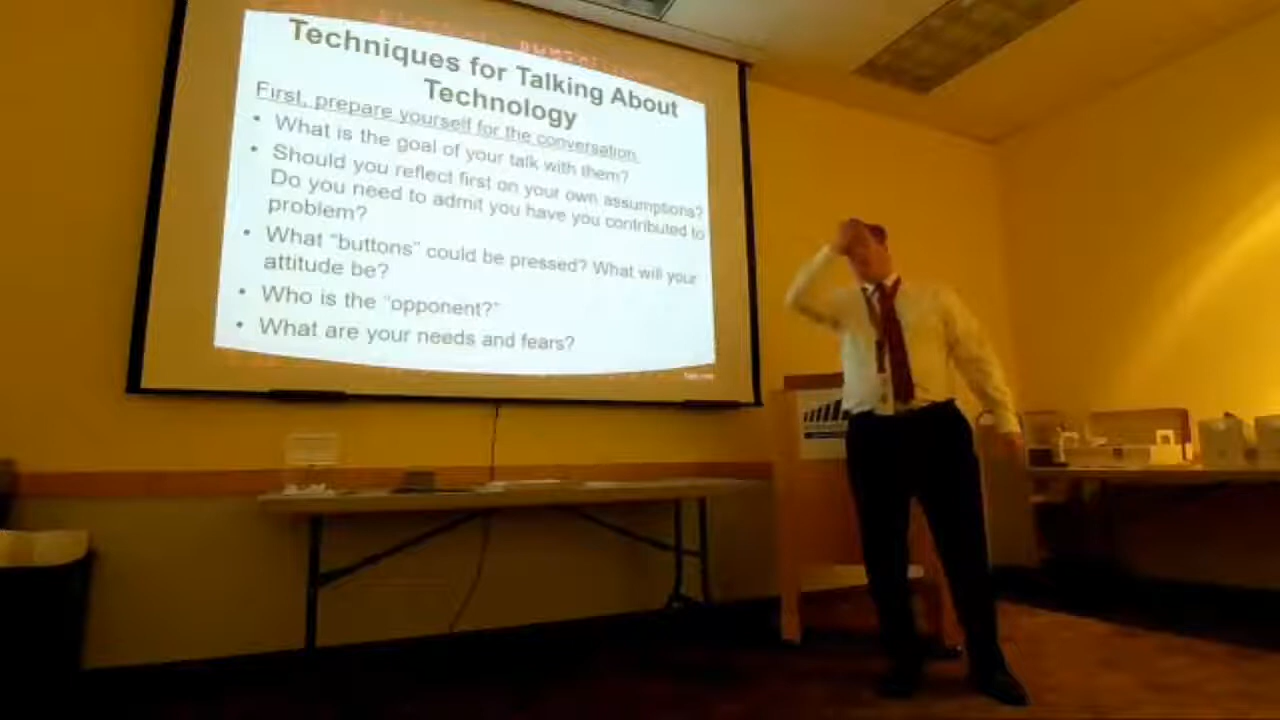 Techniques for Talking About
Technology
First, prepare yourself for the conversation.
• What is the goal of your talk with them?
• Should you reflect first on your own assumptions?
Do you need to admit you have you contributed to
problem?
• What “buttons” could be pressed? What will your
attitude be?
• Who is the “opponent?”
• What are your needs and fears?